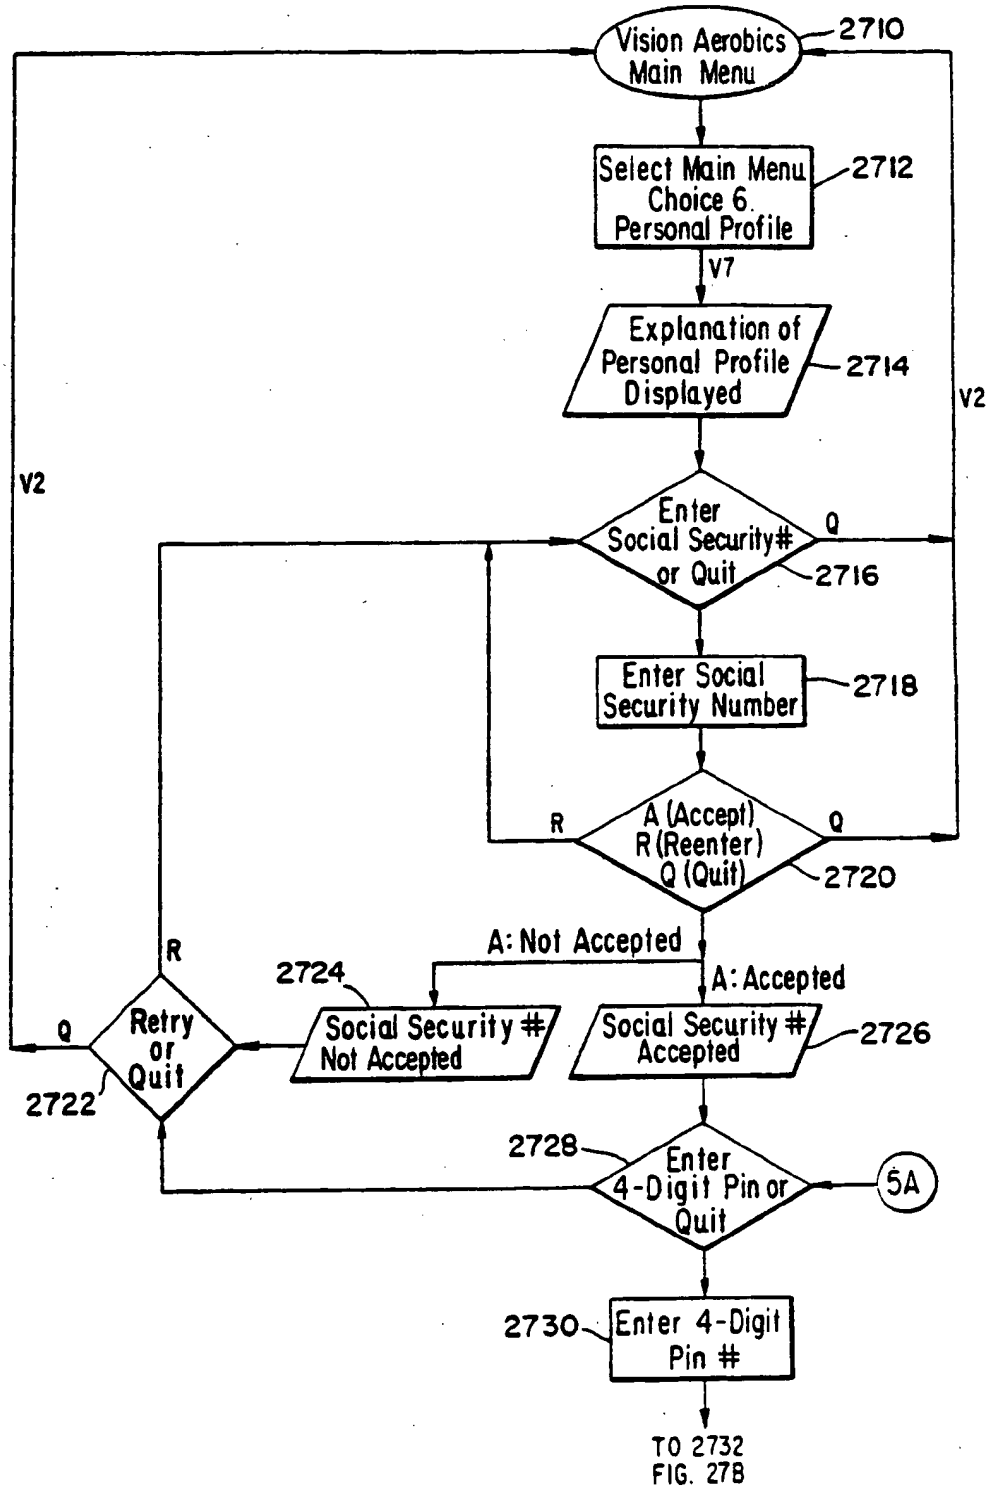 Vision Aerobics
Main Menu
2710
Select Main Menu
Choice 6.
Personal Profile
2712
V7
Explanation of
Personal Profile
Displayed
2714
V2
V2
Enter
Social Security #
or Quit
Q
2716
Enter Social
Security Number
2718
A (Accept)
R (Reenter)
Q (Quit)
R
Q
2720
A: Not Accepted
A: Accepted
2724
Social Security #
Not Accepted
Social Security #
Accepted
2726
R
Retry
or
Quit
Q
2722
2728
Enter
4-Digit Pin or
Quit
5A
2730
Enter 4-Digit
Pin #
TO 2732
FIG. 27B